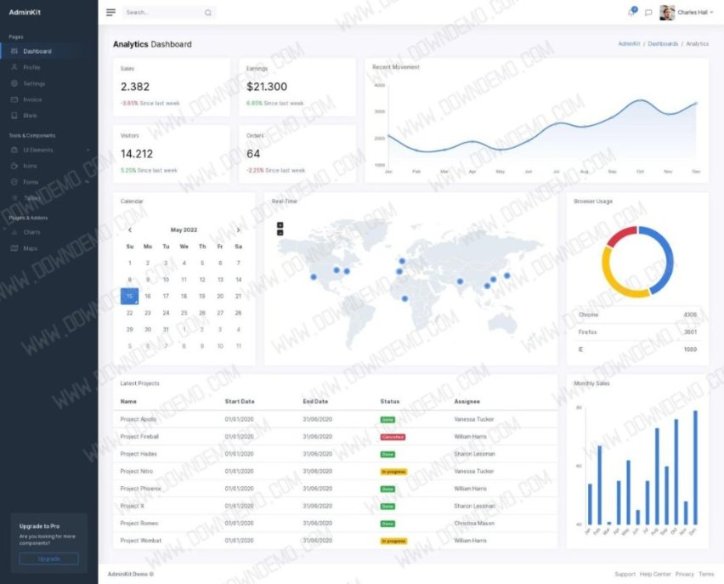 AdminKit
Search...
Charles Hall
Pages
Dashboard
Profile
Settings
Invoice
Blank
Tools & Components
UI Elements
Icons
Forms
Tables
Plugins & Addons
Charts
Maps
Upgrade to Pro
Are you looking for more
components?
Upgrade
Analytics Dashboard
AdminKit / Dashboards / Analytics
Sales
2.382
-3.65% Since last week
Earnings
$21.300
6.65% Since last week
Visitors
14.212
5.25% Since last week
Orders
64
-2.25% Since last week
Recent Movement
4000
3000
2000
1000
Jan Feb Mar Apr May Jun Jul Aug Sep Oct Nov Dec
Calendar
May 2022
Su Mo Tu We Th Fr Sa
1 2 3 4 5 6 7
8 9 10 11 12 13 14
15 16 17 18 19 20 21
22 23 24 25 26 27 28
29 30 31 1 2 3 4
5 6 7 8 9 10 11
Real-Time
Browser Usage
Chrome 4306
Firefox 3801
IE 1689
Latest Projects
Name Start Date End Date Status Assignee
Project Apollo 01/01/2020 31/06/2020 Done Vanessa Tucker
Project Fireball 01/01/2020 31/06/2020 Cancelled William Harris
Project Hades 01/01/2020 31/06/2020 Done Sharon Lessman
Project Nitro 01/01/2020 31/06/2020 In progress Vanessa Tucker
Project Phoenix 01/01/2020 31/06/2020 Done William Harris
Project X 01/01/2020 31/06/2020 Done Sharon Lessman
Project Romeo 01/01/2020 31/06/2020 Done Christina Mason
Project Wombat 01/01/2020 31/06/2020 In progress William Harris
Monthly Sales
80
60
40
Jan Feb Mar Apr May Jun Jul Aug Sep Oct Nov Dec
AdminKit Demo ©
Support Help Center Privacy Terms
WWW.DOWNDEMO.COM